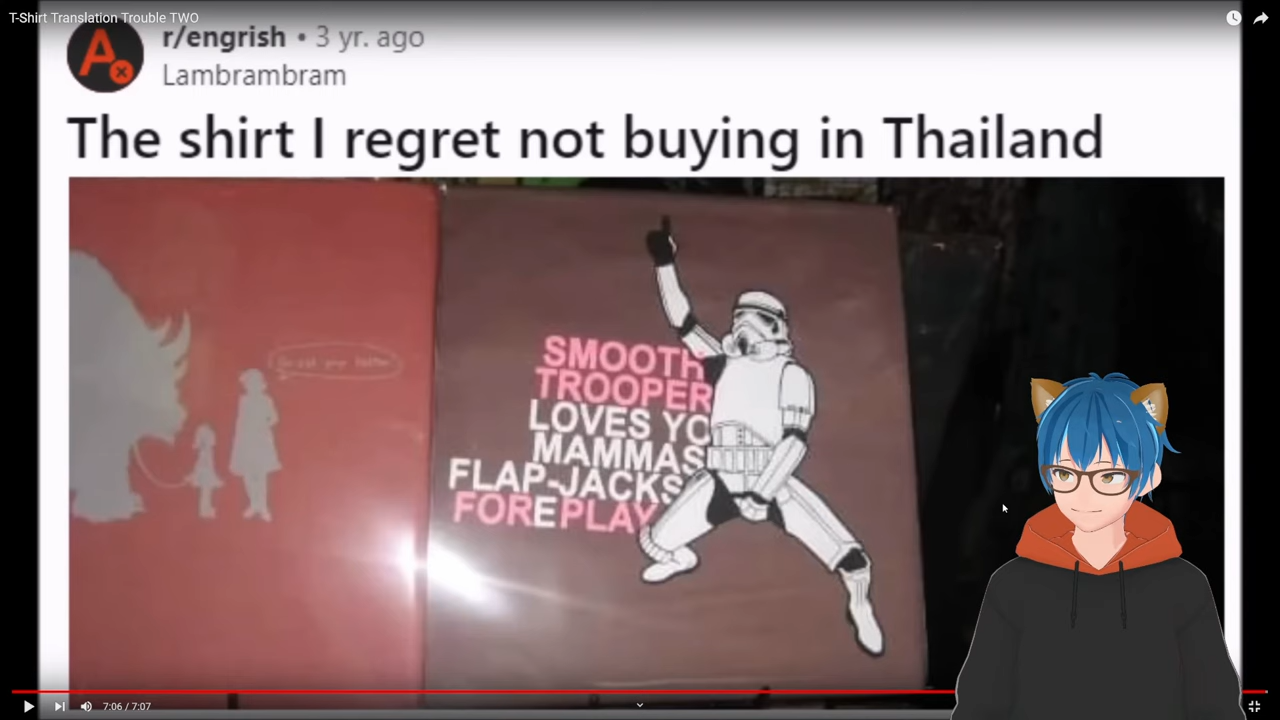 T-Shirt Translation Trouble TWO
r/engrish • 3 yr. ago
Lambrambram
The shirt I regret not buying in Thailand
SMOOTH
TROOPER
LOVES YO
MAMMAS
FLAP-JACKS
FOREPLAY
7:06 / 7:07